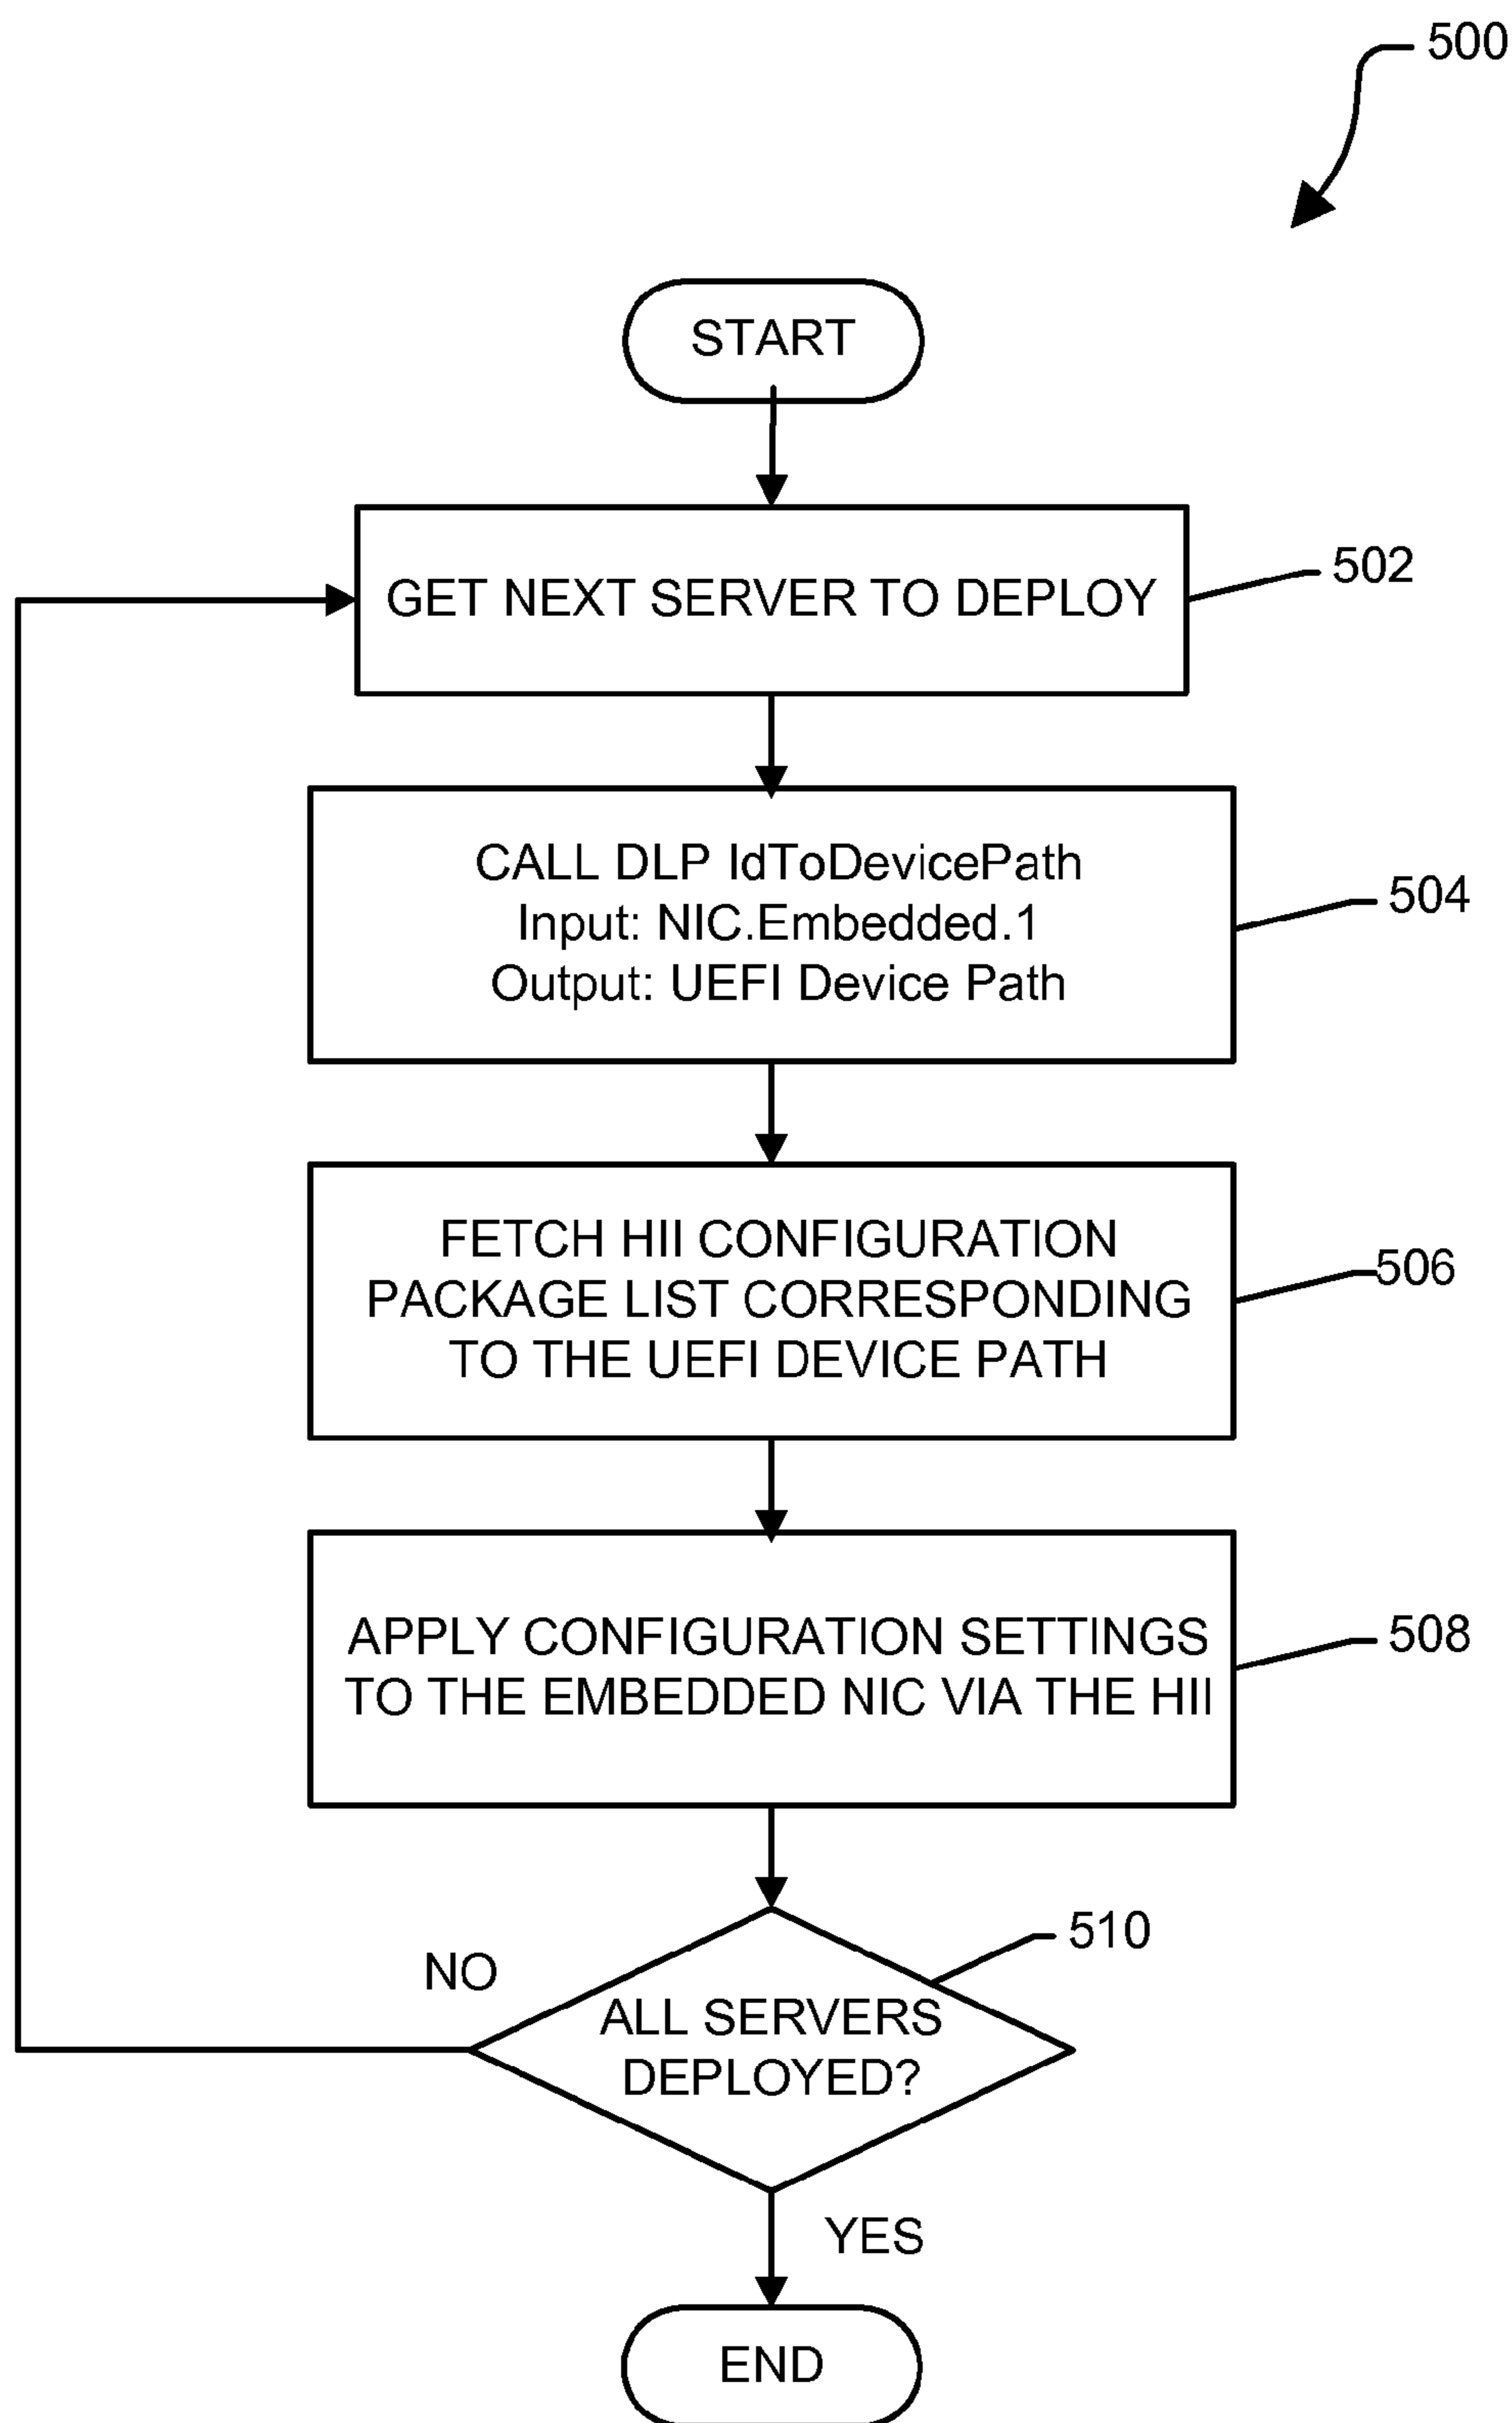 500
START
GET NEXT SERVER TO DEPLOY
502
CALL DLP IdToDevicePath
Input: NIC.Embedded.1
Output: UEFI Device Path
504
FETCH HII CONFIGURATION
PACKAGE LIST CORRESPONDING
TO THE UEFI DEVICE PATH
506
APPLY CONFIGURATION SETTINGS
TO THE EMBEDDED NIC VIA THE HII
508
510
NO
ALL SERVERS
DEPLOYED?
YES
END